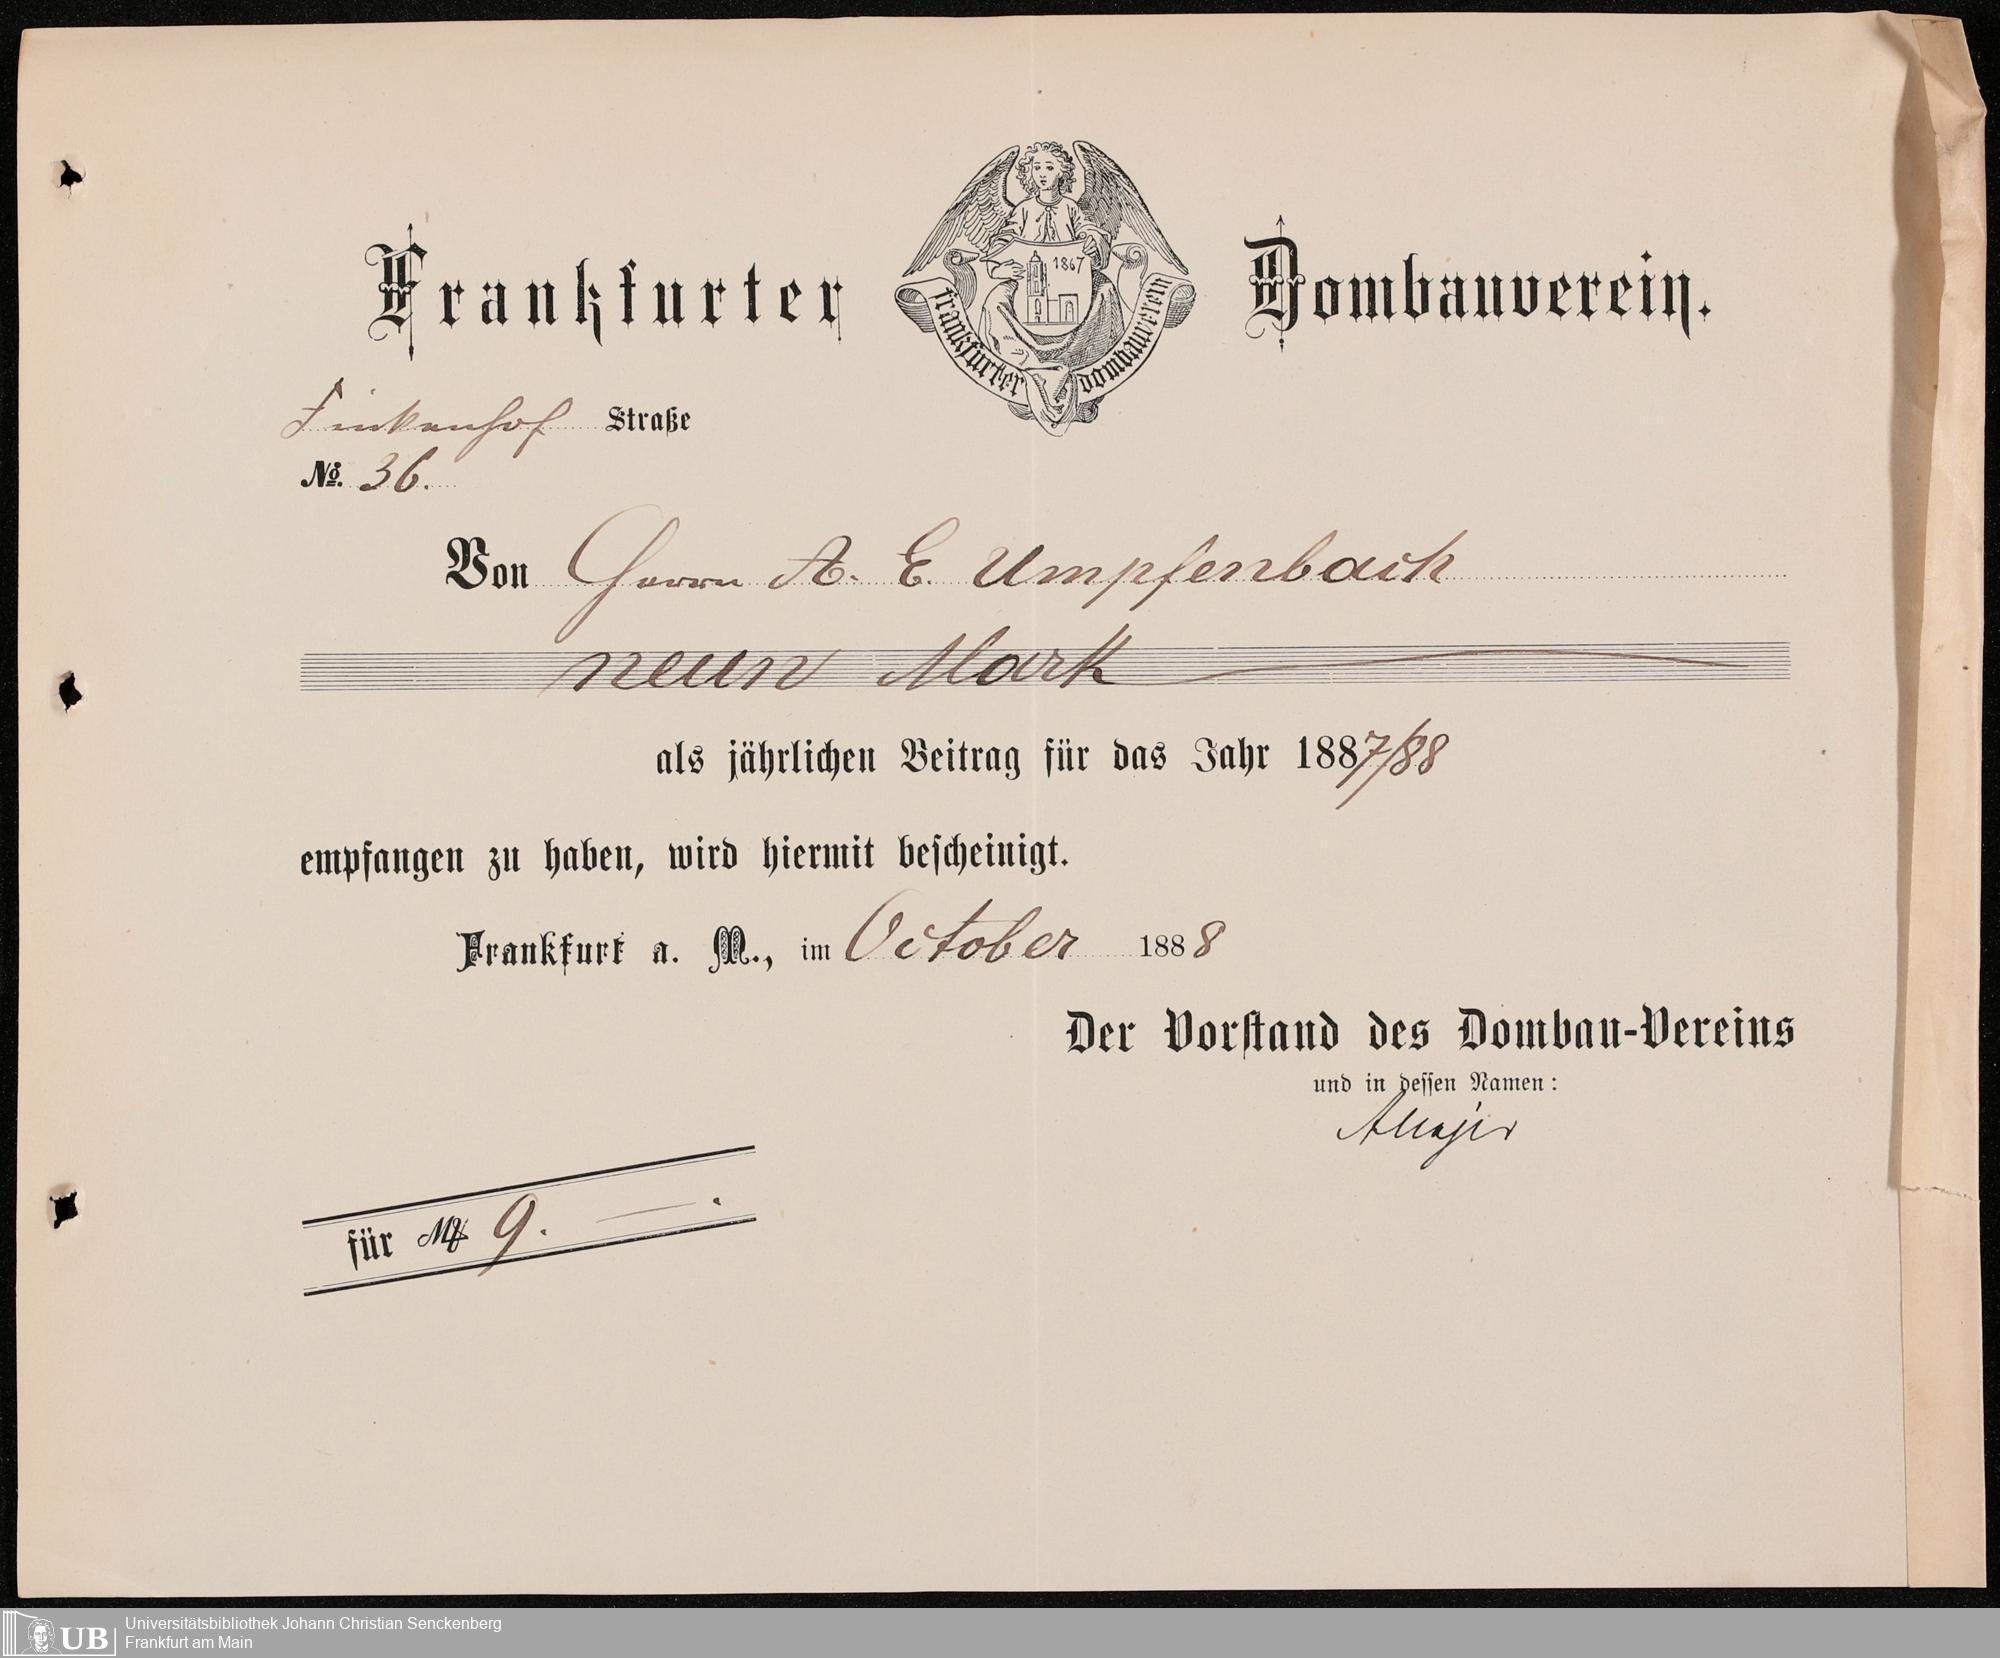 Frankfurter Dombauverein.
1867
frankfurter dombauverein
Finkenhof Straße
No. 36.
Von Herrn A. E. Umpfenbach
neun Mark
als jährlichen Beitrag für das Jahr 1887/88
empfangen zu haben, wird hiermit bescheinigt.
Frankfurt a. M., im October 1888
Der Vorstand des Dombau-Vereins
und in dessen Namen:
für M 9. — .
UB Universitätsbibliothek Johann Christian Senckenberg
Frankfurt am Main